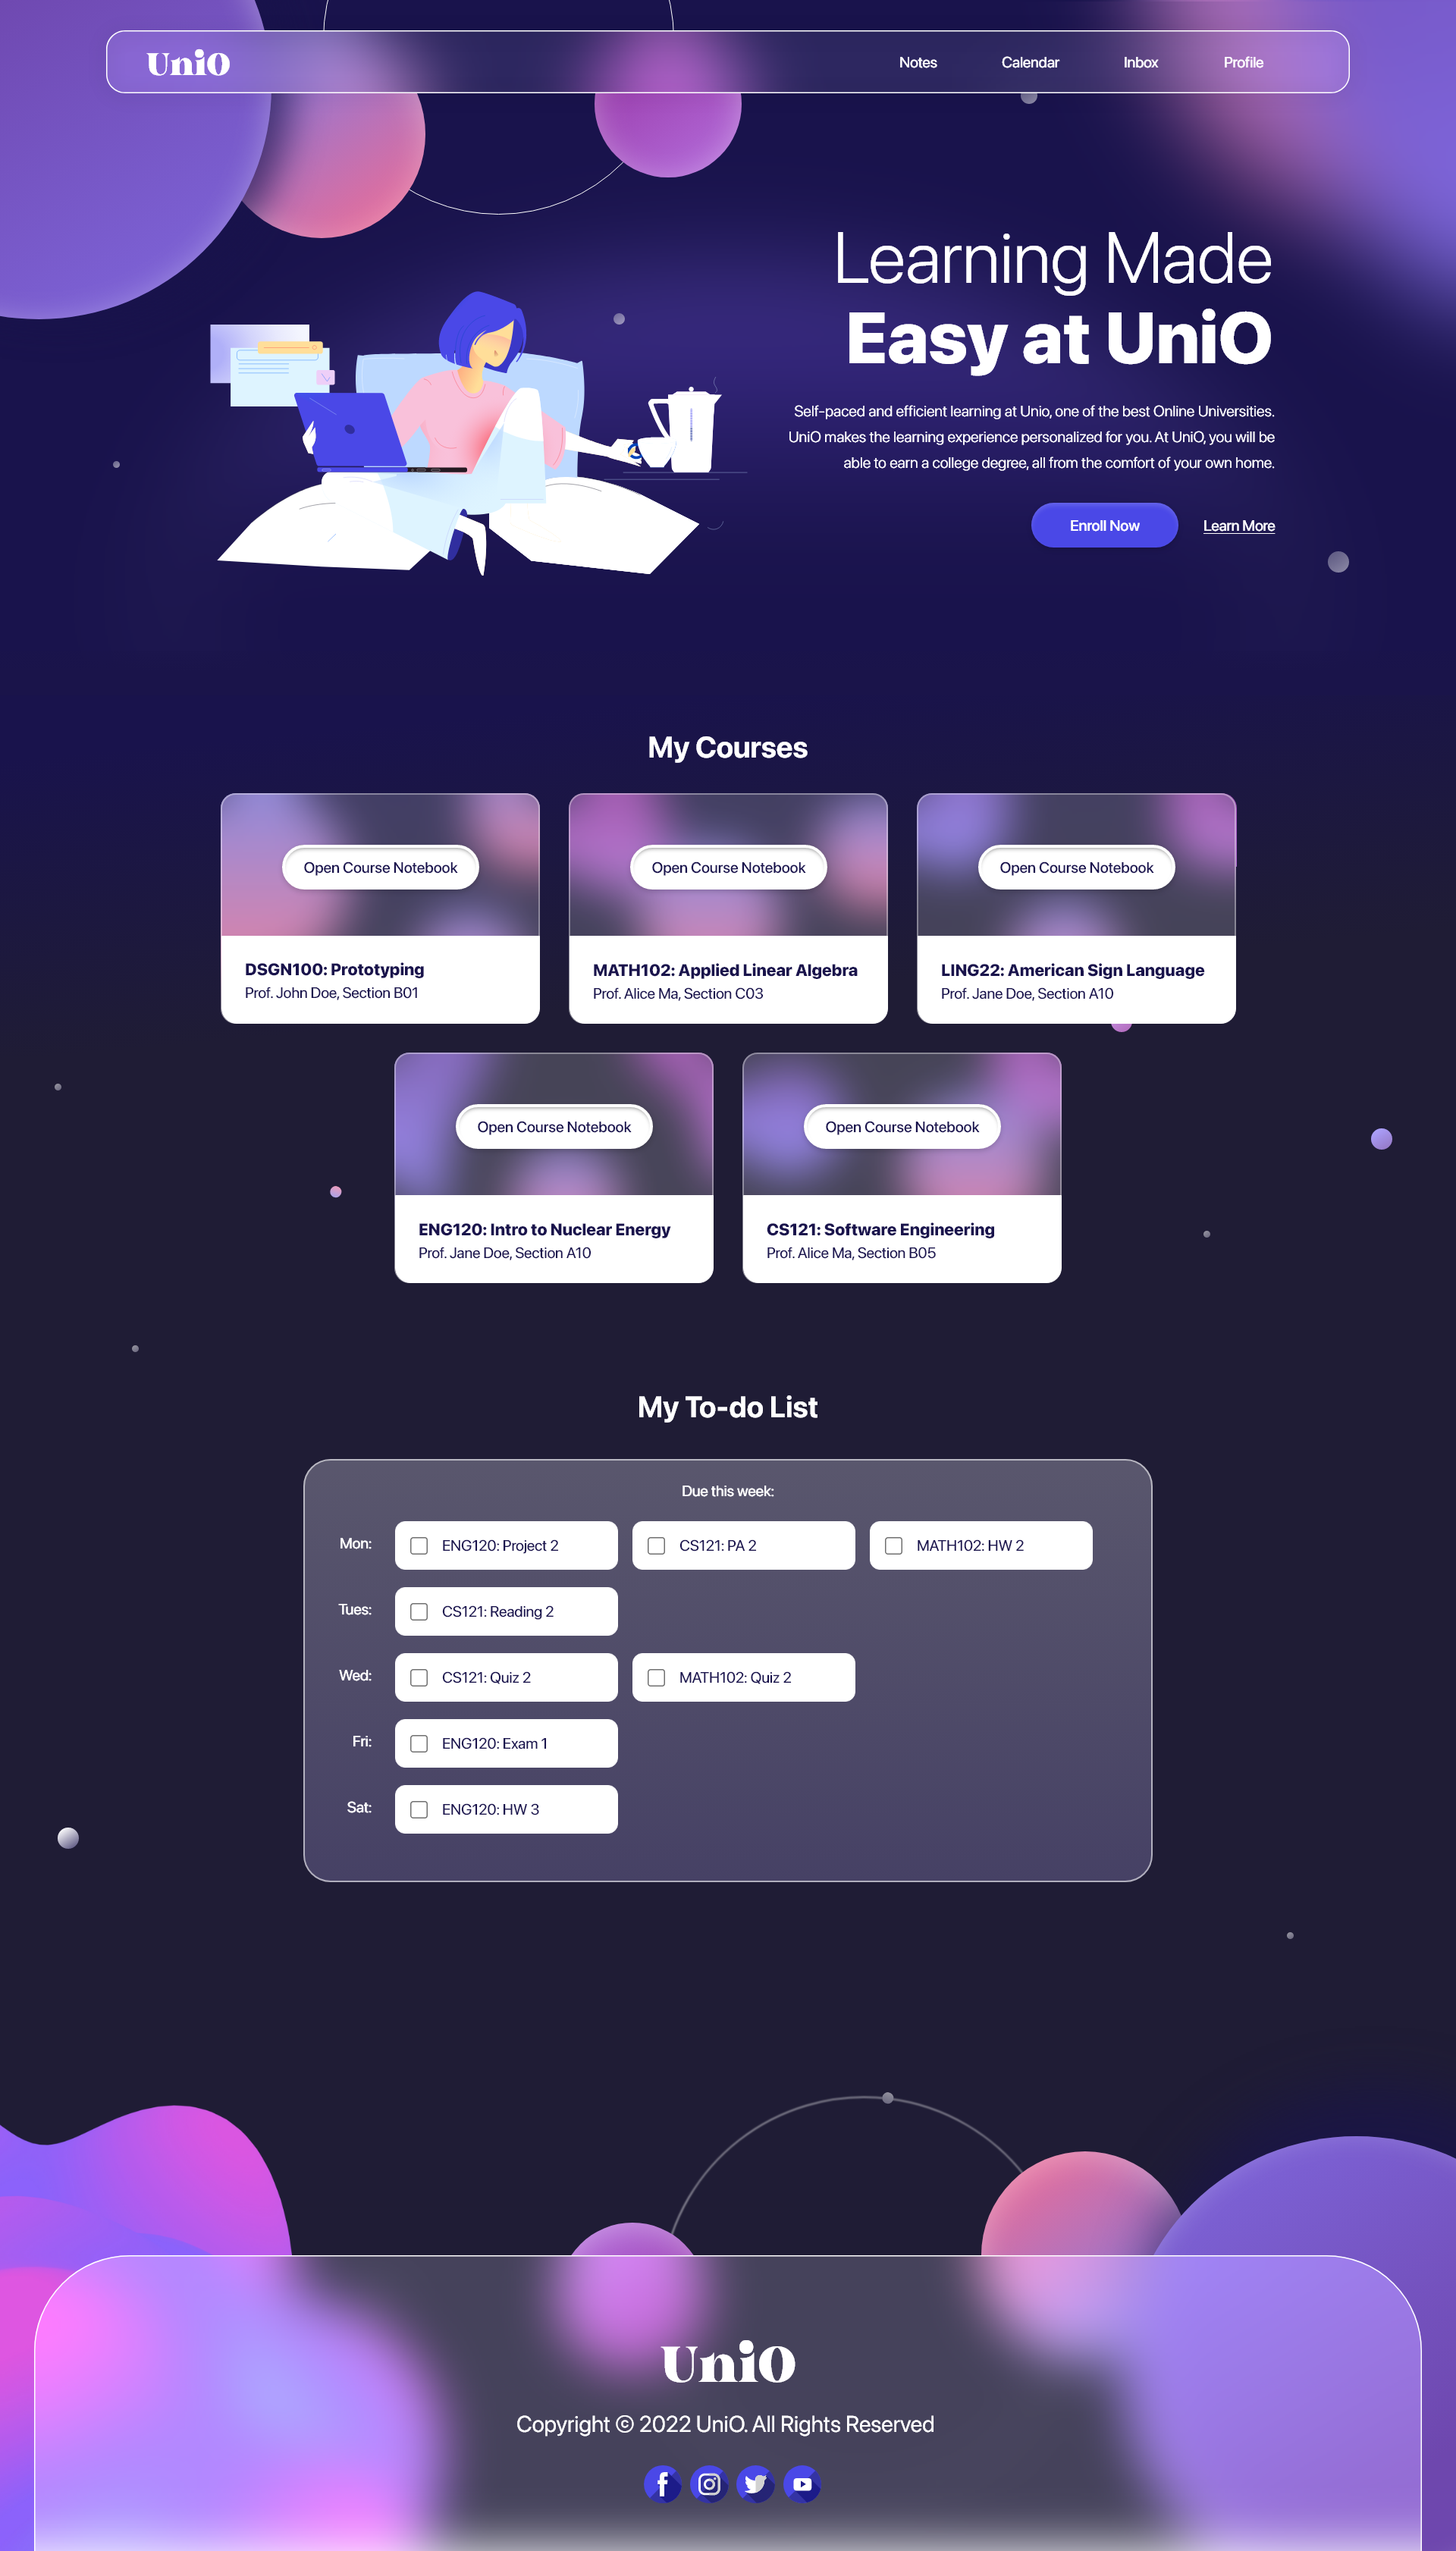 UniO
Notes
Calendar
Inbox
Profile
Learning Made
Easy at UniO
Self-paced and efficient learning at Unio, one of the best Online Universities.
UniO makes the learning experience personalized for you. At UniO, you will be
able to earn a college degree, all from the comfort of your own home.
Enroll Now
Learn More
My Courses
Open Course Notebook
DSGN100: Prototyping
Prof. John Doe, Section B01
Open Course Notebook
MATH102: Applied Linear Algebra
Prof. Alice Ma, Section C03
Open Course Notebook
LING22: American Sign Language
Prof. Jane Doe, Section A10
Open Course Notebook
ENG120: Intro to Nuclear Energy
Prof. Jane Doe, Section A10
Open Course Notebook
CS121: Software Engineering
Prof. Alice Ma, Section B05
My To-do List
Due this week:
Mon:
ENG120: Project 2
CS121: PA 2
MATH102: HW 2
Tues:
CS121: Reading 2
Wed:
CS121: Quiz 2
MATH102: Quiz 2
Fri:
ENG120: Exam 1
Sat:
ENG120: HW 3
UniO
Copyright © 2022 UniO. All Rights Reserved